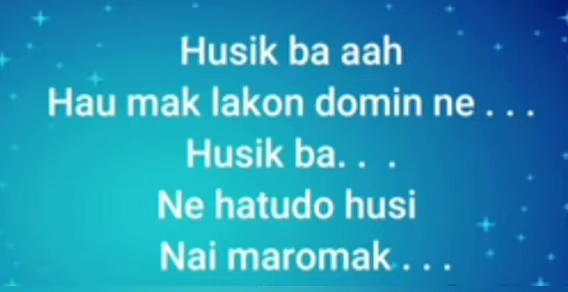 Husik ba aah
Hau mak lakon domin ne . . .
Husik ba. . .
Ne hatudo husi
Nai maromak . . .